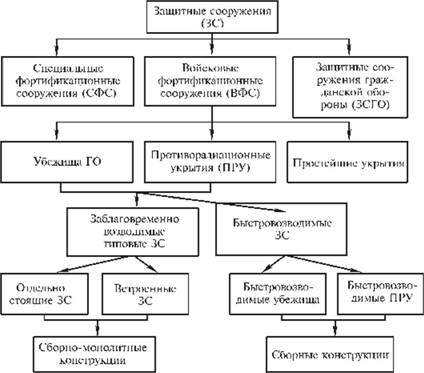 Защитные сооружения
(ЗС)
Специальные
фортификационные
сооружения (СФС)
Войсковые
фортификационные
сооружения (ВФС)
Защитные соо-
ружения граж-
данской обо-
роны (ЗСГО)
Убежища ГО
Противорадиационные
укрытия (ПРУ)
Простейшие укрытия
Заблаговременно
возводимые
типовые ЗС
Быстровозводимые
ЗС
Отдельно
стоящие ЗС
Встроенные
ЗС
Быстровозво-
димые убежища
Быстровозво-
димые ПРУ
Сборно-монолитные
конструкции
Сборные конструкции